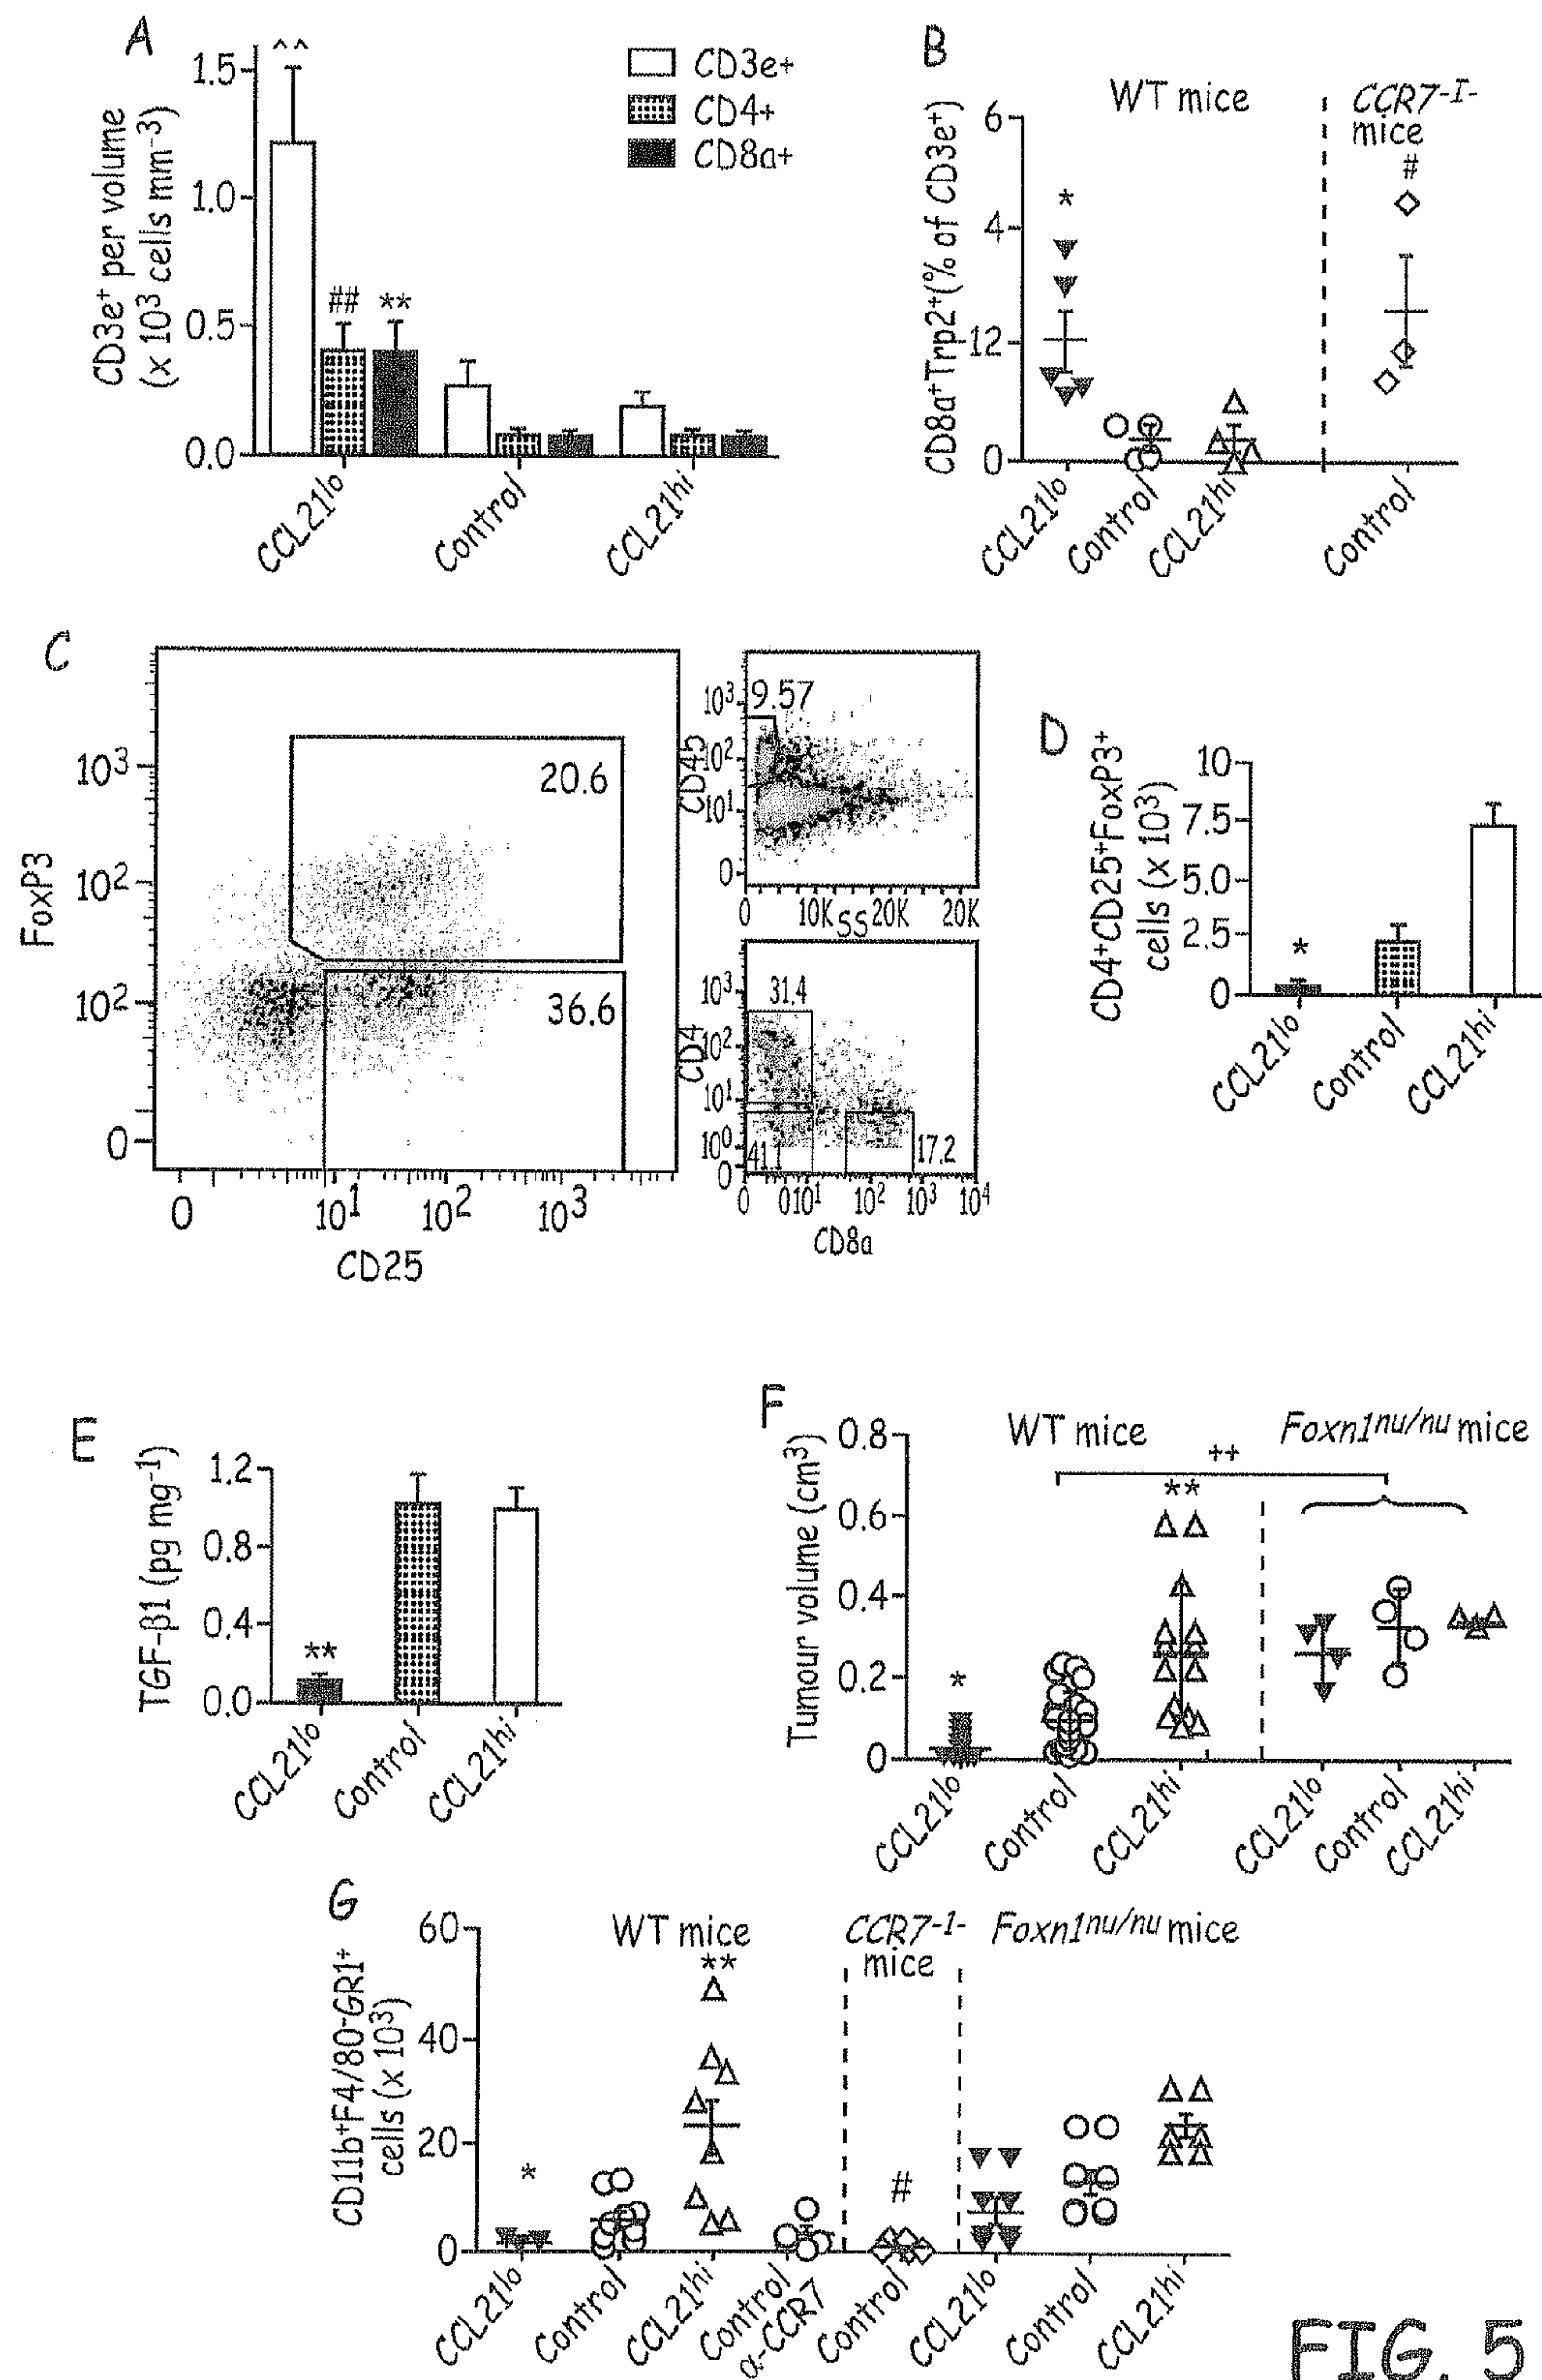 A
^^
CD3e+
CD4+
CD8a+
CD3e+ per volume
(x 10³ cells mm⁻³)
1.5
1.0
0.5
0.0
##
**
CCL21lo
Control
CCL21hi
B
WT mice
CCR7-I-
mice
CD8a+Trp2+(% of CD3e+)
6
4
12
0
*
#
CCL21lo
Control
CCL21hi
Control
C
FoxP3
10³
10²
10²
0
20.6
36.6
0
10¹
10²
10³
CD25
CD45
10³
10²
10¹
0
9.57
0
10K
SS
20K
20K
CD4
10³
10²
10¹
10⁰
0
31.4
41.1
17.2
0
010¹
10²
10³
10⁴
CD8a
D
CD4+CD25+FoxP3+
cells (x 10³)
10
7.5
5.0
2.5
0
*
CCL21lo
Control
CCL21hi
E
TGF-β1 (pg mg⁻¹)
1.2
0.8
0.4
0.0
**
CCL21lo
Control
CCL21hi
F
WT mice
Foxn1nu/nu mice
++
**
*
Tumour volume (cm³)
0.8
0.6
0.4
0.2
0
CCL21lo
Control
CCL21hi
CCL21lo
Control
CCL21hi
G
WT mice
CCR7-1-
mice
Foxn1nu/nu mice
CD11b+F4/80-GR1+
cells (x 10³)
60
40
20
0
*
**
#
CCL21lo
Control
CCL21hi
Control
α-CCR7
Control
CCL21lo
Control
CCL21hi
FIG. 5